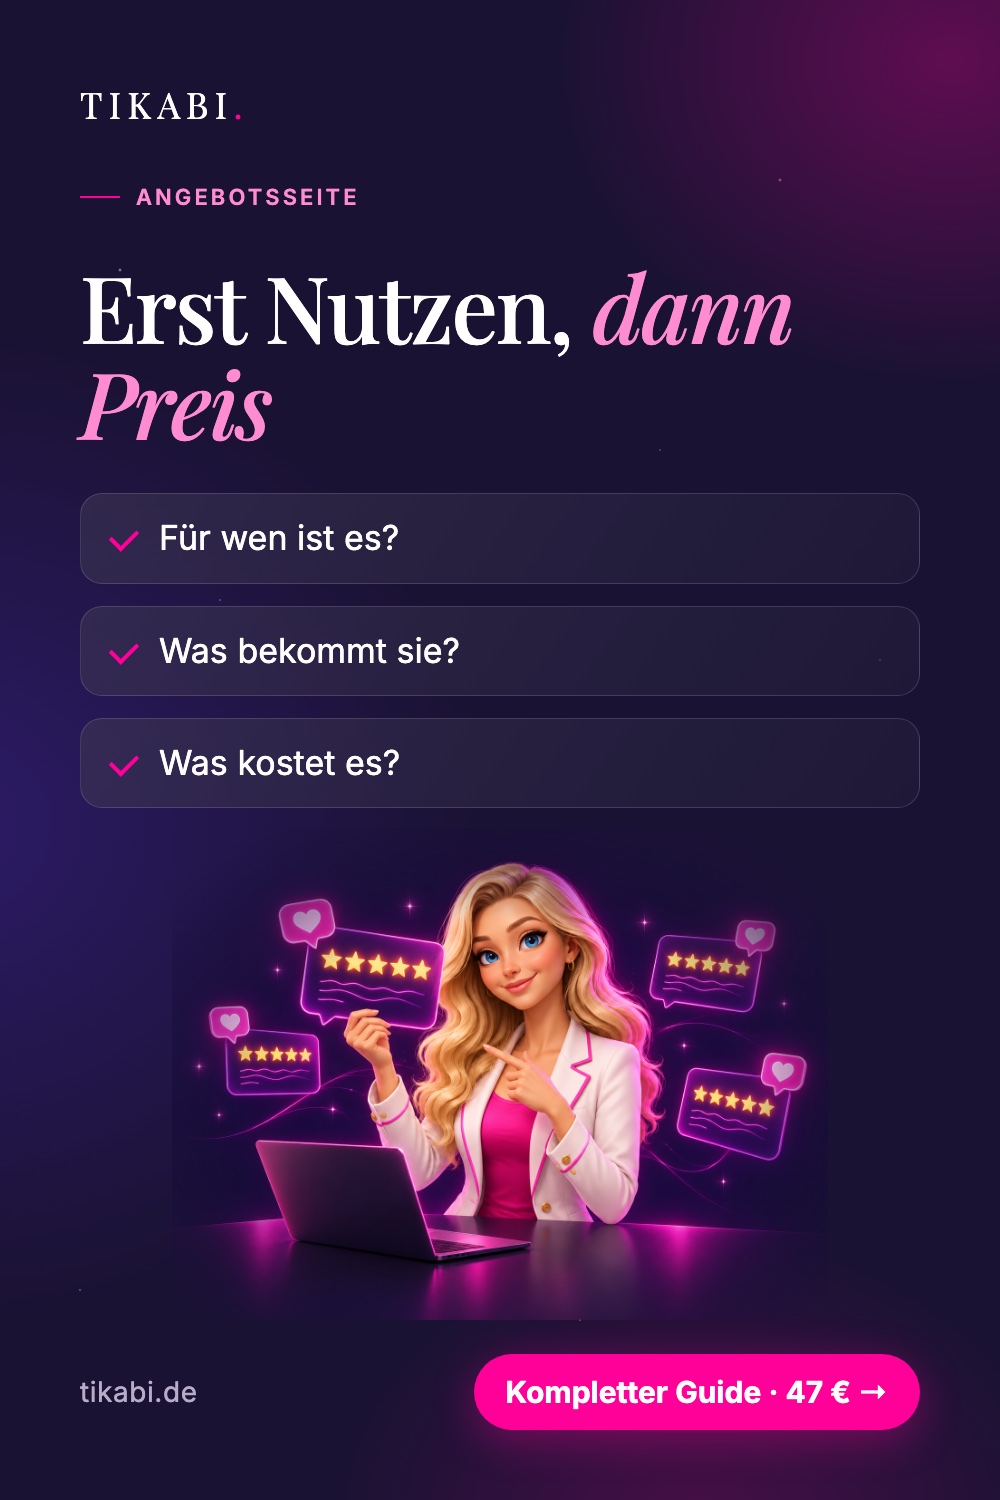 TIKABI.
ANGEBOTSSEITE
Erst Nutzen, dann
Preis
Für wen ist es?
Was bekommt sie?
Was kostet es?
tikabi.de
Kompletter Guide · 47 € →